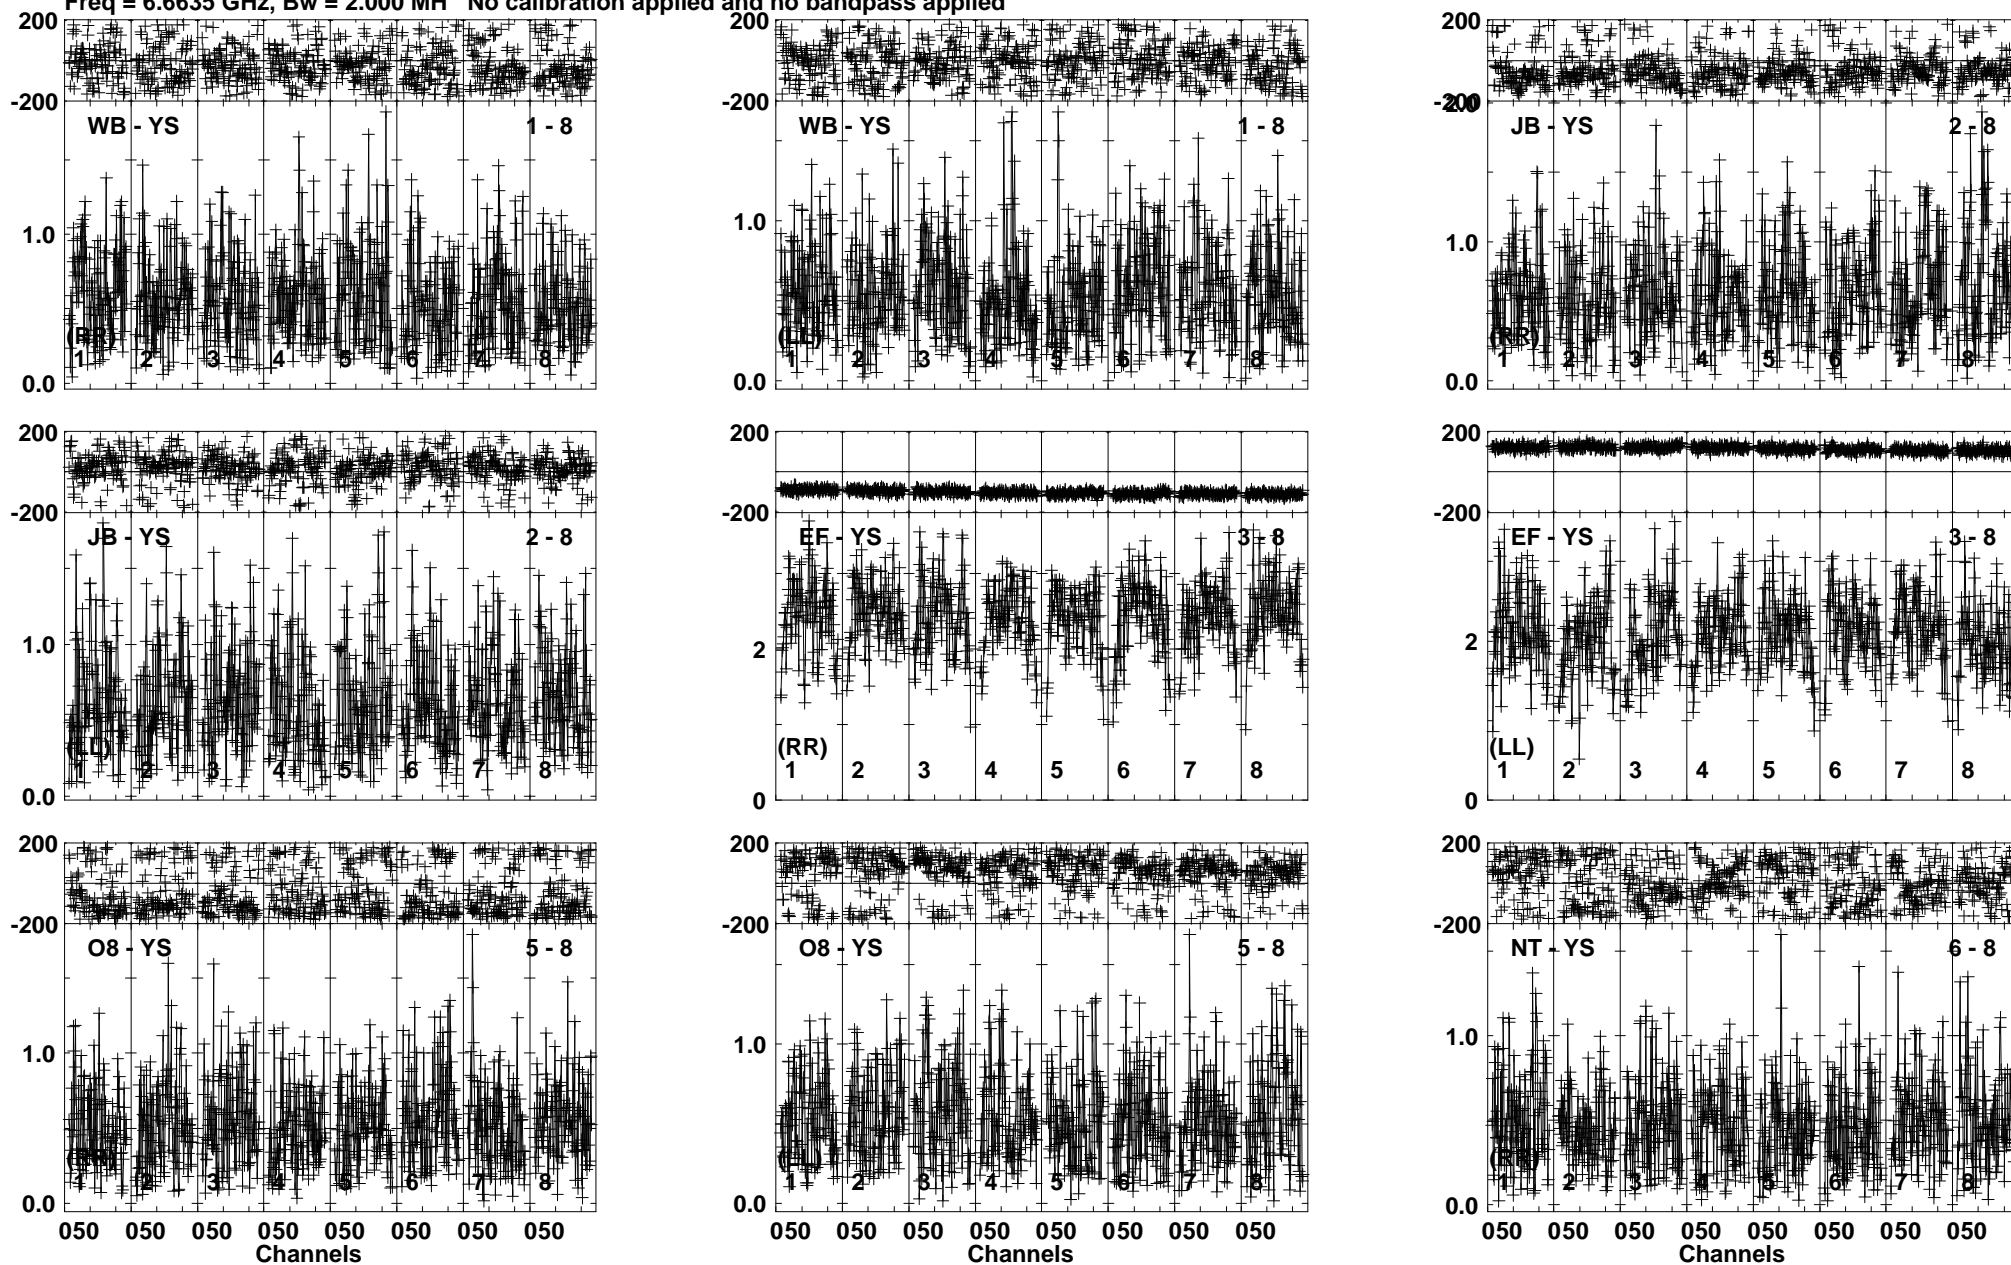 Freq = 6.6635 GHz, Bw = 2.000 MH No calibration applied and no bandpass applied
200 200 200
-200 -200 -200
2.0
WB - YS 1 - 8 WB - YS 1 - 8 JB - YS 2 - 8
1.0 1.0 1.0
(RR) (LL) (RR)
1 2 3 4 5 6 7 8 1 2 3 4 5 6 7 8 1 2 3 4 5 6 7 8
0.0 0.0 0.0
200 200 200
-200 -200 -200
JB - YS 2 - 8 EF - YS 3 - 8 EF - YS 3 - 8
1.0 2 2
(LL) (RR) (LL)
1 2 3 4 5 6 7 8 1 2 3 4 5 6 7 8 1 2 3 4 5 6 7 8
0.0 0 0
200 200 200
-200 -200 -200
O8 - YS 5 - 8 O8 - YS 5 - 8 NT - YS 6 - 8
1.0 1.0 1.0
(RR) (LL) (RR)
1 2 3 4 5 6 7 8 1 2 3 4 5 6 7 8 1 2 3 4 5 6 7 8
0.0 0.0 0.0
050 050 050 050 050 050 050 050 050 050 050 050 050 050 050 050 050 050 050 050 050 050 050 050
Channels Channels Channels